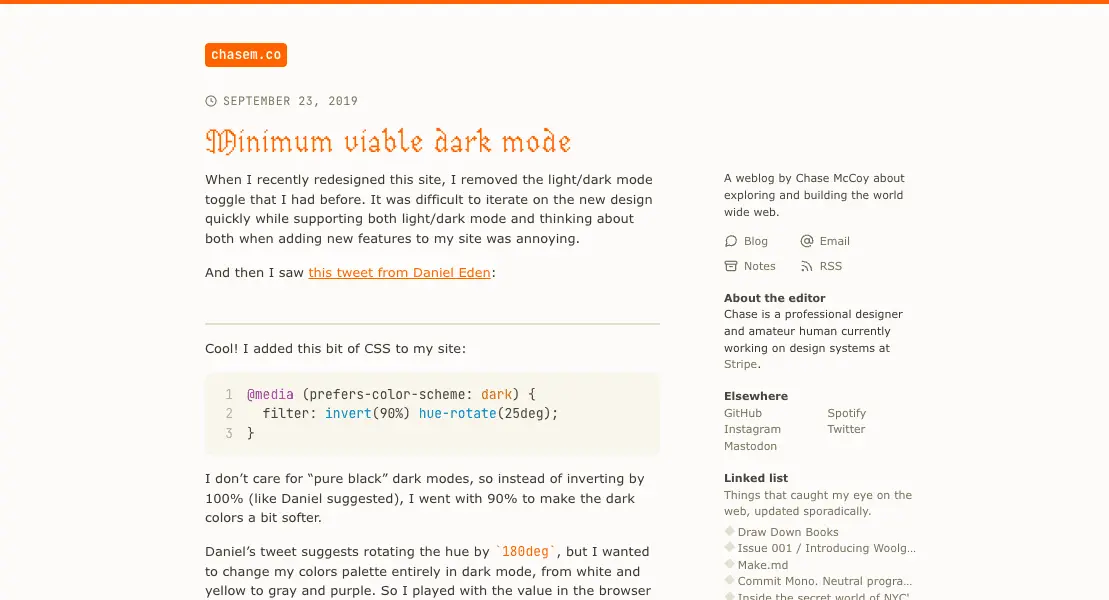 chasem.co
SEPTEMBER 23, 2019
Minimum viable dark mode
When I recently redesigned this site, I removed the light/dark mode
toggle that I had before. It was difficult to iterate on the new design
quickly while supporting both light/dark mode and thinking about
both when adding new features to my site was annoying.
And then I saw this tweet from Daniel Eden:
Cool! I added this bit of CSS to my site:
1 @media (prefers-color-scheme: dark) {
2 filter: invert(90%) hue-rotate(25deg);
3 }
I don’t care for “pure black” dark modes, so instead of inverting by
100% (like Daniel suggested), I went with 90% to make the dark
colors a bit softer.
Daniel’s tweet suggests rotating the hue by `180deg`, but I wanted
to change my colors palette entirely in dark mode, from white and
yellow to gray and purple. So I played with the value in the browser
A weblog by Chase McCoy about
exploring and building the world
wide web.
Blog Email
Notes RSS
About the editor
Chase is a professional designer
and amateur human currently
working on design systems at
Stripe.
Elsewhere
GitHub Spotify
Instagram Twitter
Mastodon
Linked list
Things that caught my eye on the
web, updated sporadically.
Draw Down Books
Issue 001 / Introducing Woolg...
Make.md
Commit Mono. Neutral progra...
Inside the secret world of NYC'